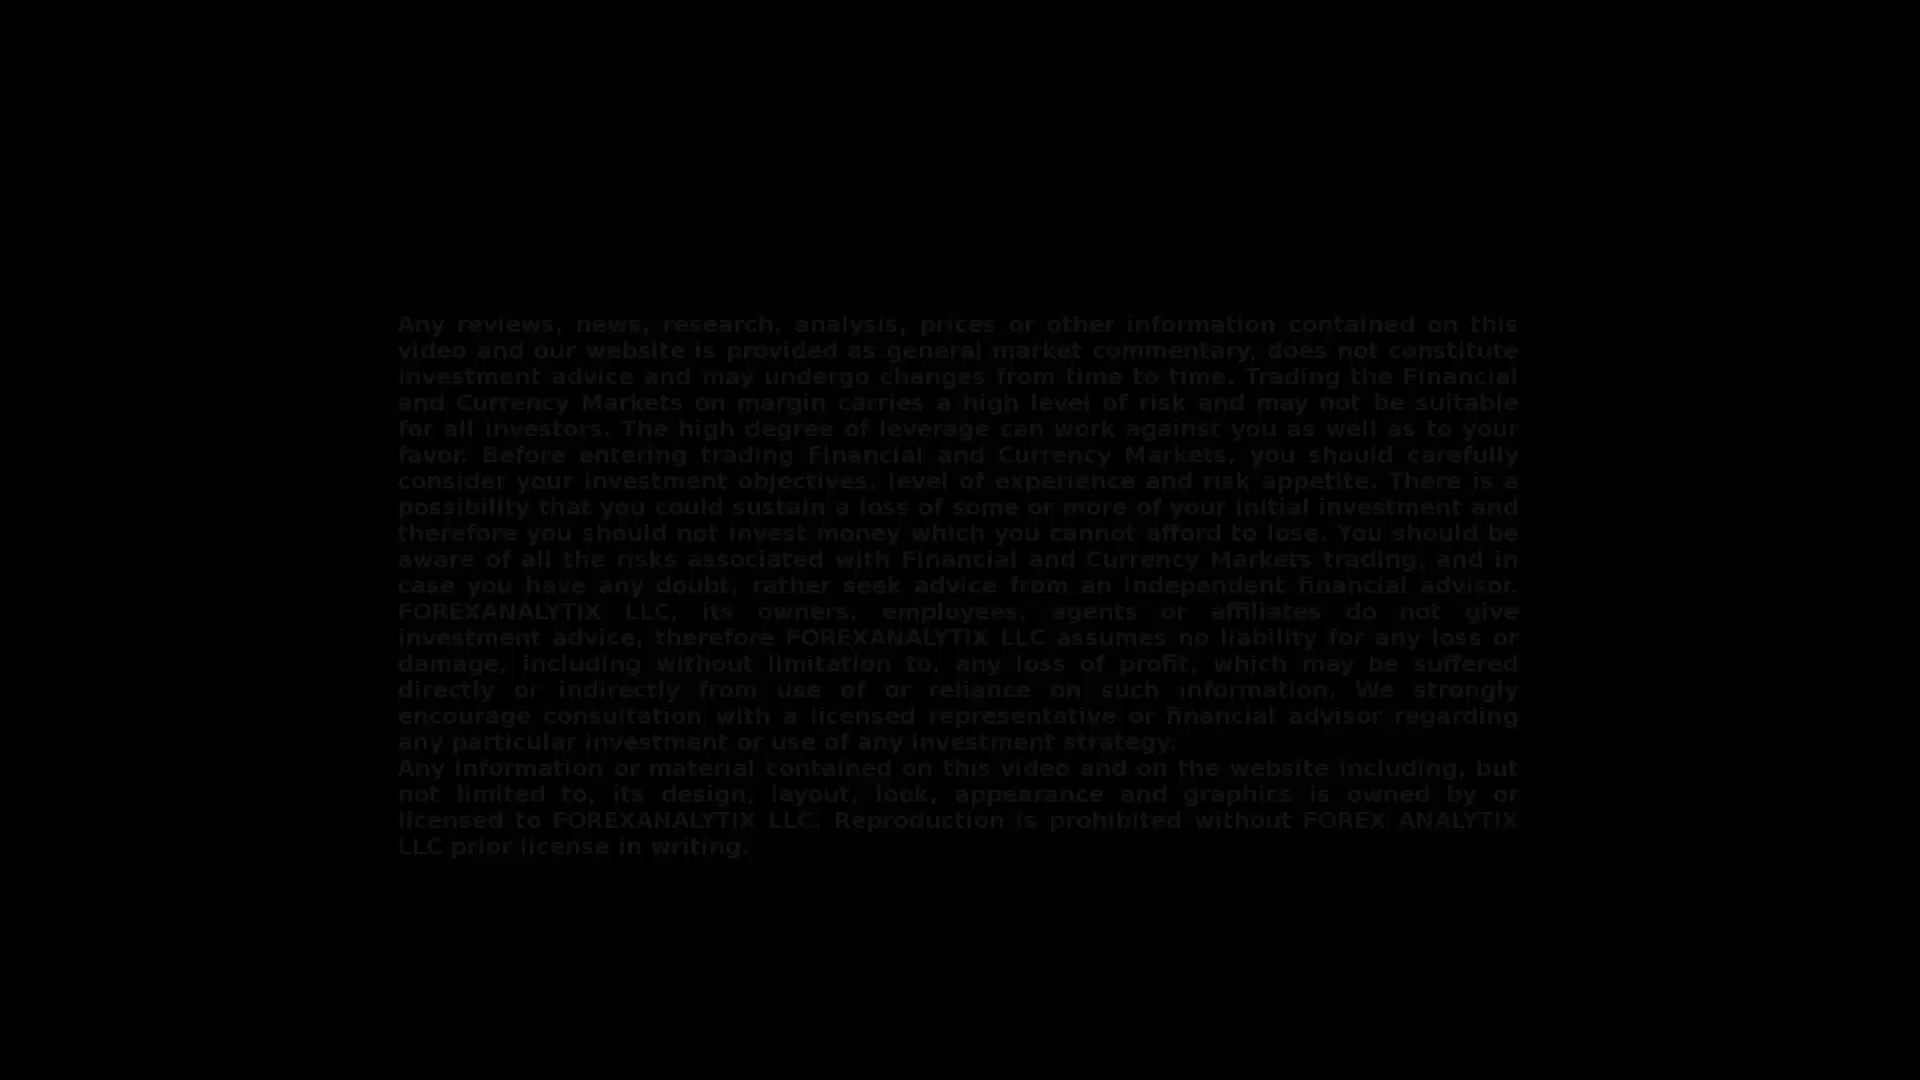 Any reviews, news, research, analysis, prices or other information contained on this
video and our website is provided as general market commentary, does not constitute
investment advice and may undergo changes from time to time. Trading the Financial
and Currency Markets on margin carries a high level of risk and may not be suitable
for all investors. The high degree of leverage can work against you as well as to your
favor. Before entering trading Financial and Currency Markets, you should carefully
consider your investment objectives, level of experience and risk appetite. There is a
possibility that you could sustain a loss of some or more of your initial investment and
therefore you should not invest money which you cannot afford to lose. You should be
aware of all the risks associated with Financial and Currency Markets trading, and in
case you have any doubt, rather seek advice from an independent financial advisor.
FOREXANALYTIX LLC, its owners, employees, agents or affiliates do not give
investment advice, therefore FOREXANALYTIX LLC assumes no liability for any loss or
damage, including without limitation to, any loss of profit, which may be suffered
directly or indirectly from use of or reliance on such information. We strongly
encourage consultation with a licensed representative or financial advisor regarding
any particular investment or use of any investment strategy.
Any information or material contained on this video and on the website including, but
not limited to, its design, layout, look, appearance and graphics is owned by or
licensed to FOREXANALYTIX LLC. Reproduction is prohibited without FOREX ANALYTIX
LLC prior license in writing.